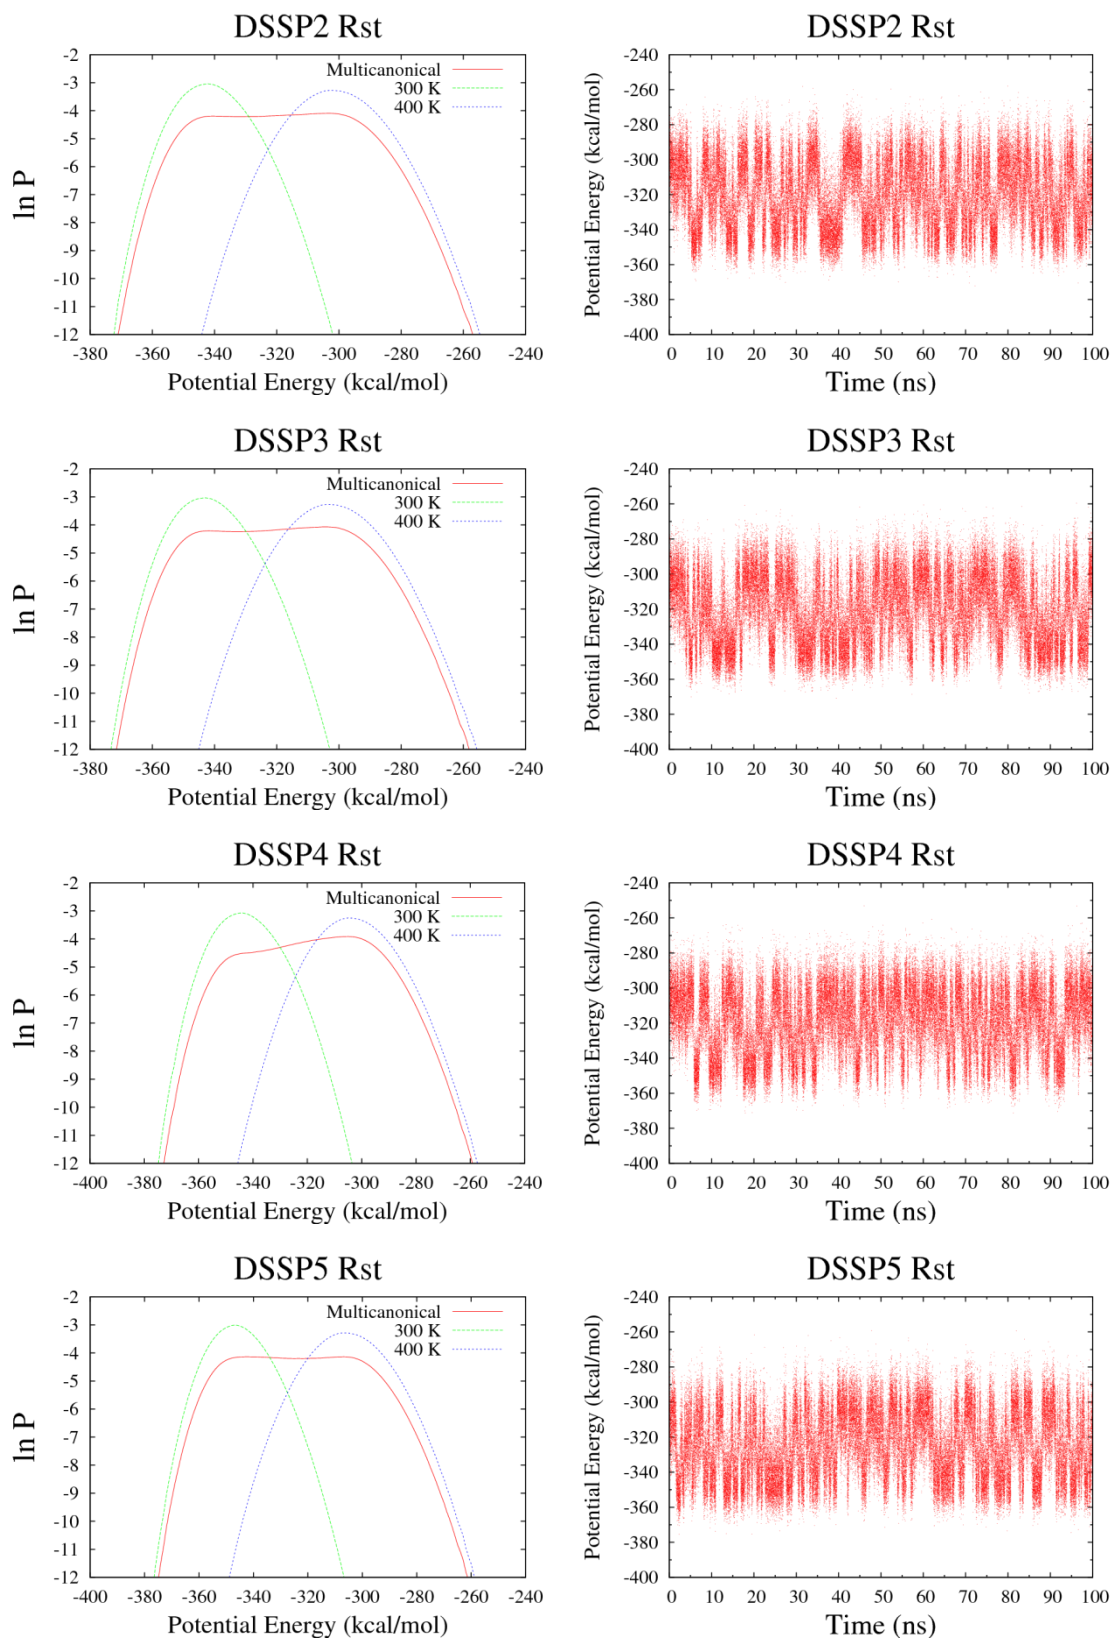 DSSP2 Rst
ln P
-2
-3
-4
-5
-6
-7
-8
-9
-10
-11
-12
Multicanonical
300 K
400 K
-380 -360 -340 -320 -300 -280 -260 -240
Potential Energy (kcal/mol)
DSSP2 Rst
Potential Energy (kcal/mol)
-240
-260
-280
-300
-320
-340
-360
-380
-400
0 10 20 30 40 50 60 70 80 90 100
Time (ns)
DSSP3 Rst
ln P
-2
-3
-4
-5
-6
-7
-8
-9
-10
-11
-12
Multicanonical
300 K
400 K
-380 -360 -340 -320 -300 -280 -260 -240
Potential Energy (kcal/mol)
DSSP3 Rst
Potential Energy (kcal/mol)
-240
-260
-280
-300
-320
-340
-360
-380
-400
0 10 20 30 40 50 60 70 80 90 100
Time (ns)
DSSP4 Rst
ln P
-2
-3
-4
-5
-6
-7
-8
-9
-10
-11
-12
Multicanonical
300 K
400 K
-400 -380 -360 -340 -320 -300 -280 -260 -240
Potential Energy (kcal/mol)
DSSP4 Rst
Potential Energy (kcal/mol)
-240
-260
-280
-300
-320
-340
-360
-380
-400
0 10 20 30 40 50 60 70 80 90 100
Time (ns)
DSSP5 Rst
ln P
-2
-3
-4
-5
-6
-7
-8
-9
-10
-11
-12
Multicanonical
300 K
400 K
-400 -380 -360 -340 -320 -300 -280 -260 -240
Potential Energy (kcal/mol)
DSSP5 Rst
Potential Energy (kcal/mol)
-240
-260
-280
-300
-320
-340
-360
-380
-400
0 10 20 30 40 50 60 70 80 90 100
Time (ns)